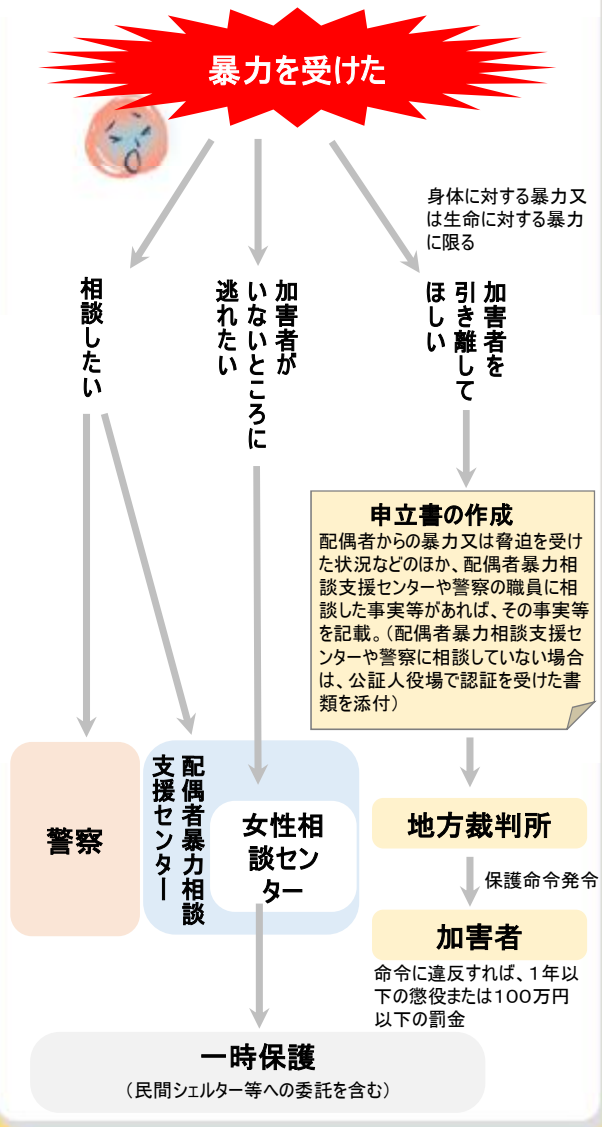 暴力を受けた
身体に対する暴力又
は生命に対する暴力
に限る
相談したい
加害者が
いないところに
逃れたい
加害者を
引き離して
ほしい
申立書の作成
配偶者からの暴力又は脅迫を受け
た状況などのほか、配偶者暴力相
談支援センターや警察の職員に相
談した事実等があれば、その事実等
を記載。（配偶者暴力相談支援セ
ンターや警察に相談していない場合
は、公証人役場で認証を受けた書
類を添付）
警察
配偶者暴力相談
支援センター
女性相
談セン
ター
地方裁判所
保護命令発令
加害者
命令に違反すれば、１年以
下の懲役または１００万円
以下の罰金
一時保護
（民間シェルター等への委託を含む）